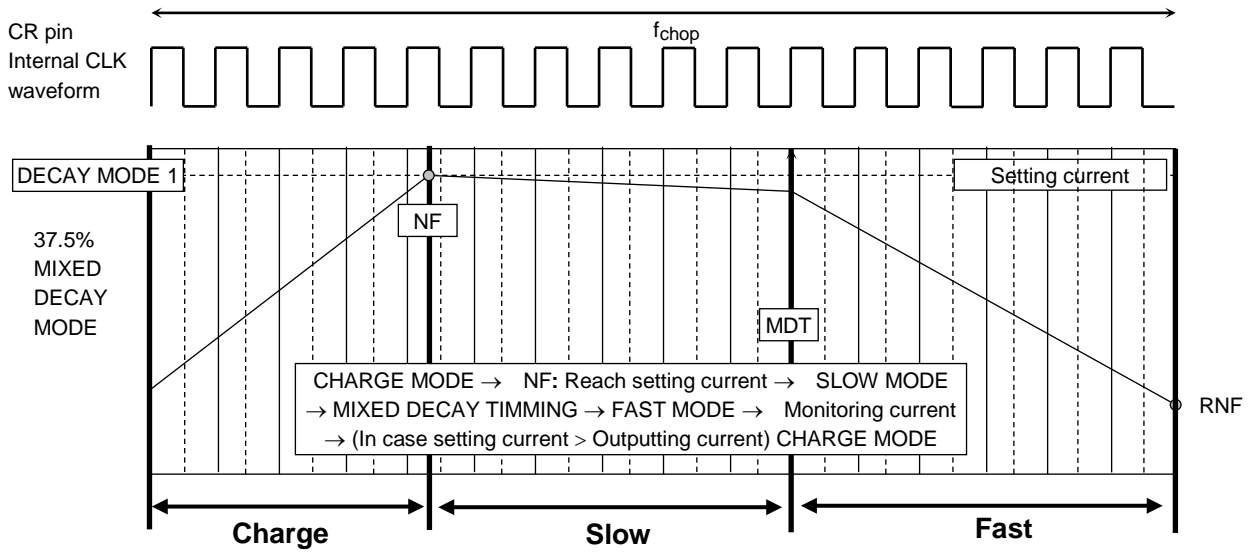 CR pin
Internal CLK
waveform
fchop
DECAY MODE 1
Setting current
NF
37.5%
MIXED
DECAY
MODE
MDT
CHARGE MODE → NF: Reach setting current → SLOW MODE
→ MIXED DECAY TIMMING → FAST MODE → Monitoring current
→ (In case setting current > Outputting current) CHARGE MODE
RNF
Charge
Slow
Fast